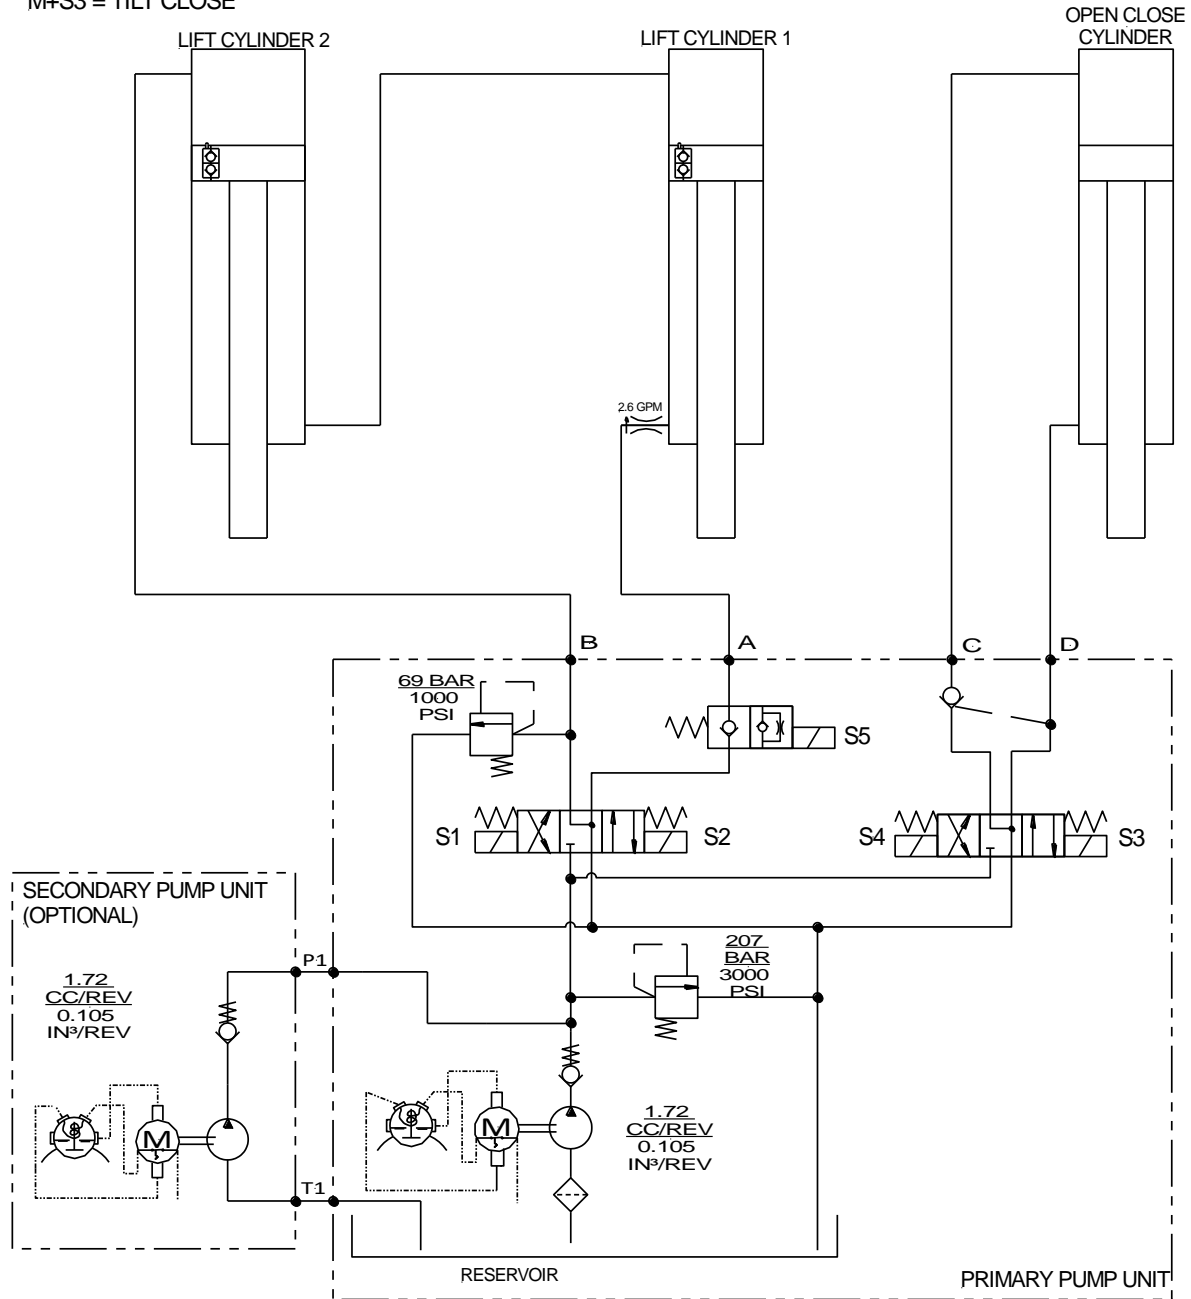 M+S3 = TILT CLOSE
OPEN CLOSE
CYLINDER
LIFT CYLINDER 2
LIFT CYLINDER 1
2.6 GPM
B
A
C
D
69 BAR
1000
PSI
S5
S1
S2
S4
S3
SECONDARY PUMP UNIT
(OPTIONAL)
P1
207
BAR
3000
PSI
1.72
CC/REV
0.105
IN³/REV
M
M
1.72
CC/REV
0.105
IN³/REV
T1
RESERVOIR
PRIMARY PUMP UNIT